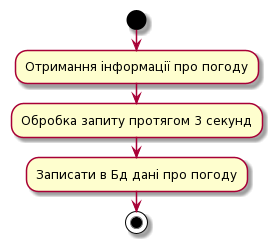 Отримання інформації про погоду
Обробка запиту протягом 3 секунд
Записати в Бд дані про погоду